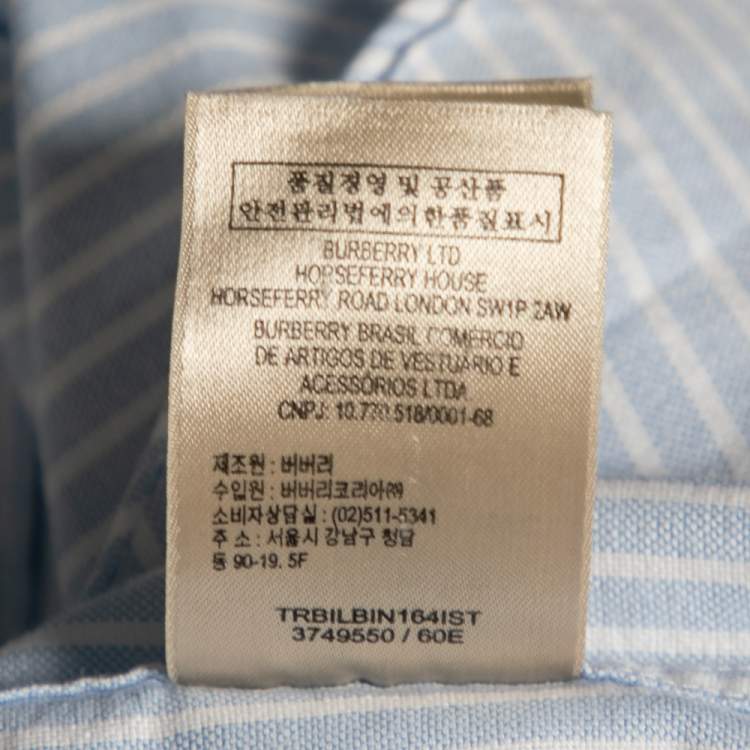 품질경영 및 공산품
안전관리법에의한품질표시
BURBERRY LTD
HORSEFERRY HOUSE
HORSEFERRY ROAD LONDON SW1P 2AW
BURBERRY BRASIL COMERCIO
DE ARTIGOS DE VESTUARIO E
ACESSÓRIOS LTDA
CNPJ: 10.770.518/0001-68
제조원 : 버버리
수입원 : 버버리코리아㈜
소비자상담실 : (02)511-5341
주 소 : 서울시 강남구 청담
동 90-19. 5F
TRBILBIN164IST
3749550 / 60E